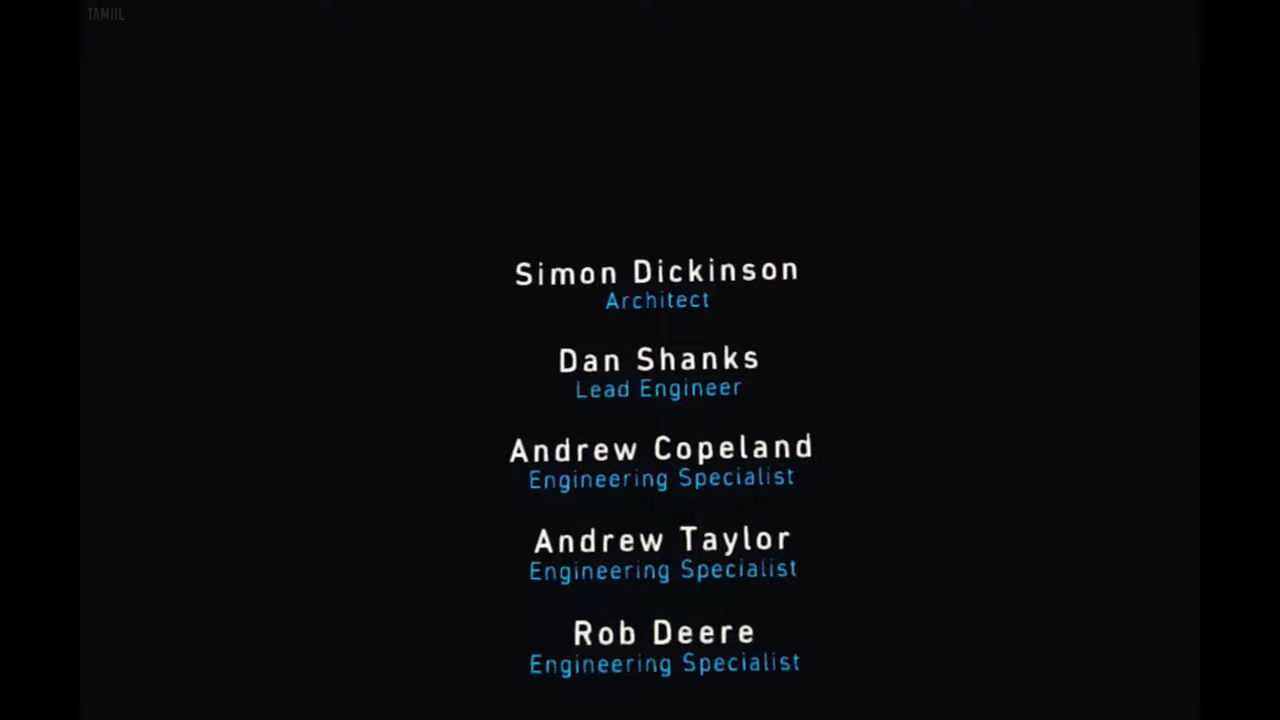 TAMIL
Simon Dickinson
Architect
Dan Shanks
Lead Engineer
Andrew Copeland
Engineering Specialist
Andrew Taylor
Engineering Specialist
Rob Deere
Engineering Specialist